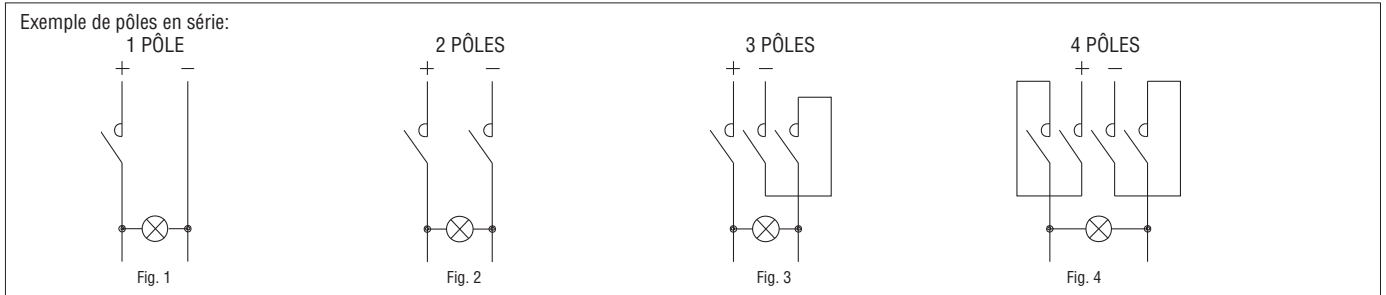 Exemple de pôles en série:
1 PÔLE 2 PÔLES 3 PÔLES 4 PÔLES
+ – + – + – + –
Fig. 1 Fig. 2 Fig. 3 Fig. 4